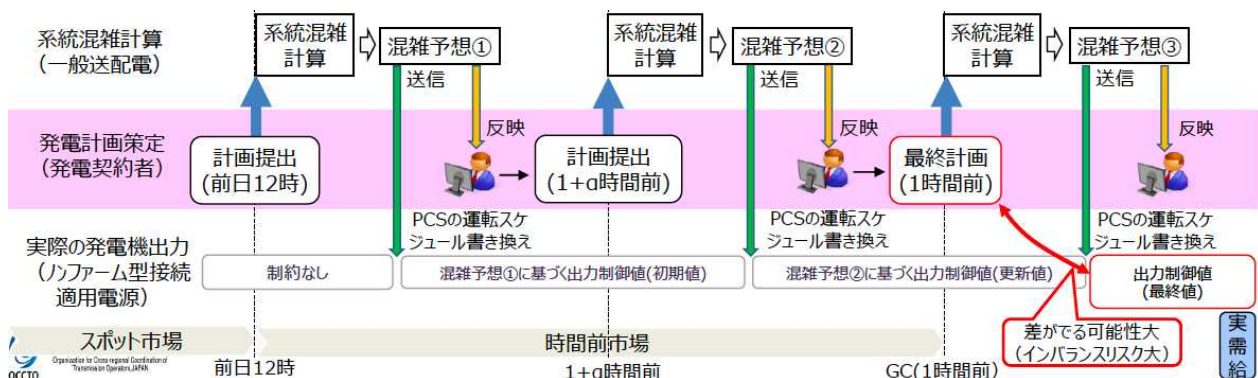 系統混雑計算
(一般送配電)
系統混雑
計算
混雑予想①
系統混雑
計算
混雑予想②
系統混雑
計算
混雑予想③
送信
送信
送信
発電計画策定
(発電契約者)
計画提出
(前日12時)
反映
計画提出
(1+α時間前)
反映
最終計画
(1時間前)
反映
PCSの運転スケ
ジュール書き換え
PCSの運転スケ
ジュール書き換え
PCSの運転スケ
ジュール書き換え
実際の発電機出力
(ノンファーム型接続
適用電源)
制約なし
混雑予想①に基づく出力制御値(初期値)
混雑予想②に基づく出力制御値(更新値)
出力制御値
(最終値)
差がでる可能性大
(インバランスリスク大)
スポット市場
時間前市場
実需給
Organization for Cross-regional Coordination of
Transmission Operators, JAPAN
前日12時
1+α時間前
GC(1時間前)